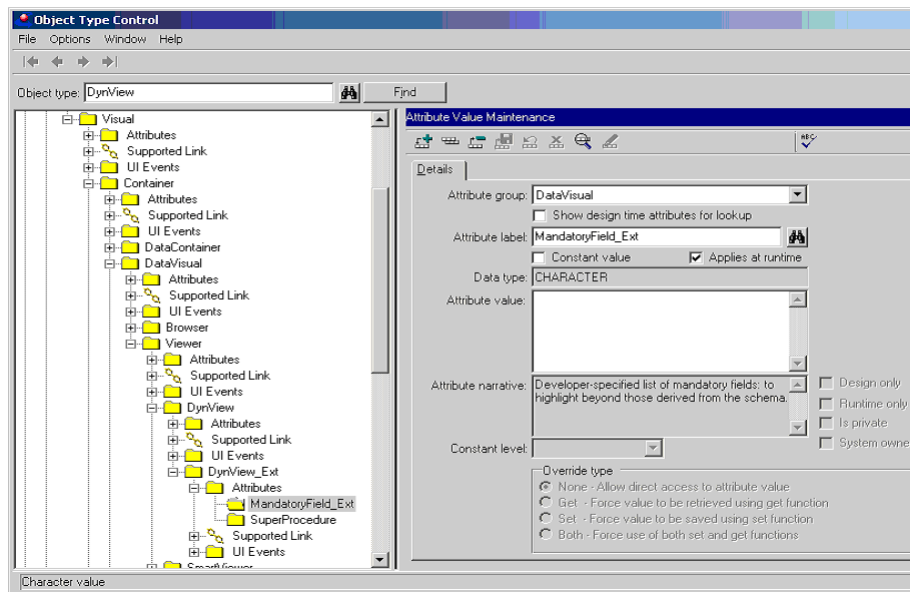 Object Type Control
File Options Window Help
Object type: DynView Find
Visual
Attributes
Supported Link
UI Events
Container
Attributes
Supported Link
UI Events
DataContainer
DataVisual
Attributes
Supported Link
UI Events
Browser
Viewer
Attributes
Supported Link
UI Events
DynView
Attributes
Supported Link
UI Events
DynView_Ext
Attributes
MandatoryField_Ext
SuperProcedure
Supported Link
UI Events
SmartViewer
Attribute Value Maintenance
ABC
Details
Attribute group: DataVisual
Show design time attributes for lookup
Attribute label: MandatoryField_Ext
Constant value Applies at runtime
Data type: CHARACTER
Attribute value:
Attribute narrative: Developer-specified list of mandatory fields: to
highlight beyond those derived from the schema.
Design only
Runtime only
Is private
System owne
Constant level:
Override type
None - Allow direct access to attribute value
Get - Force value to be retrieved using get function
Set - Force value to be saved using set function
Both - Force use of both set and get functions
Character value